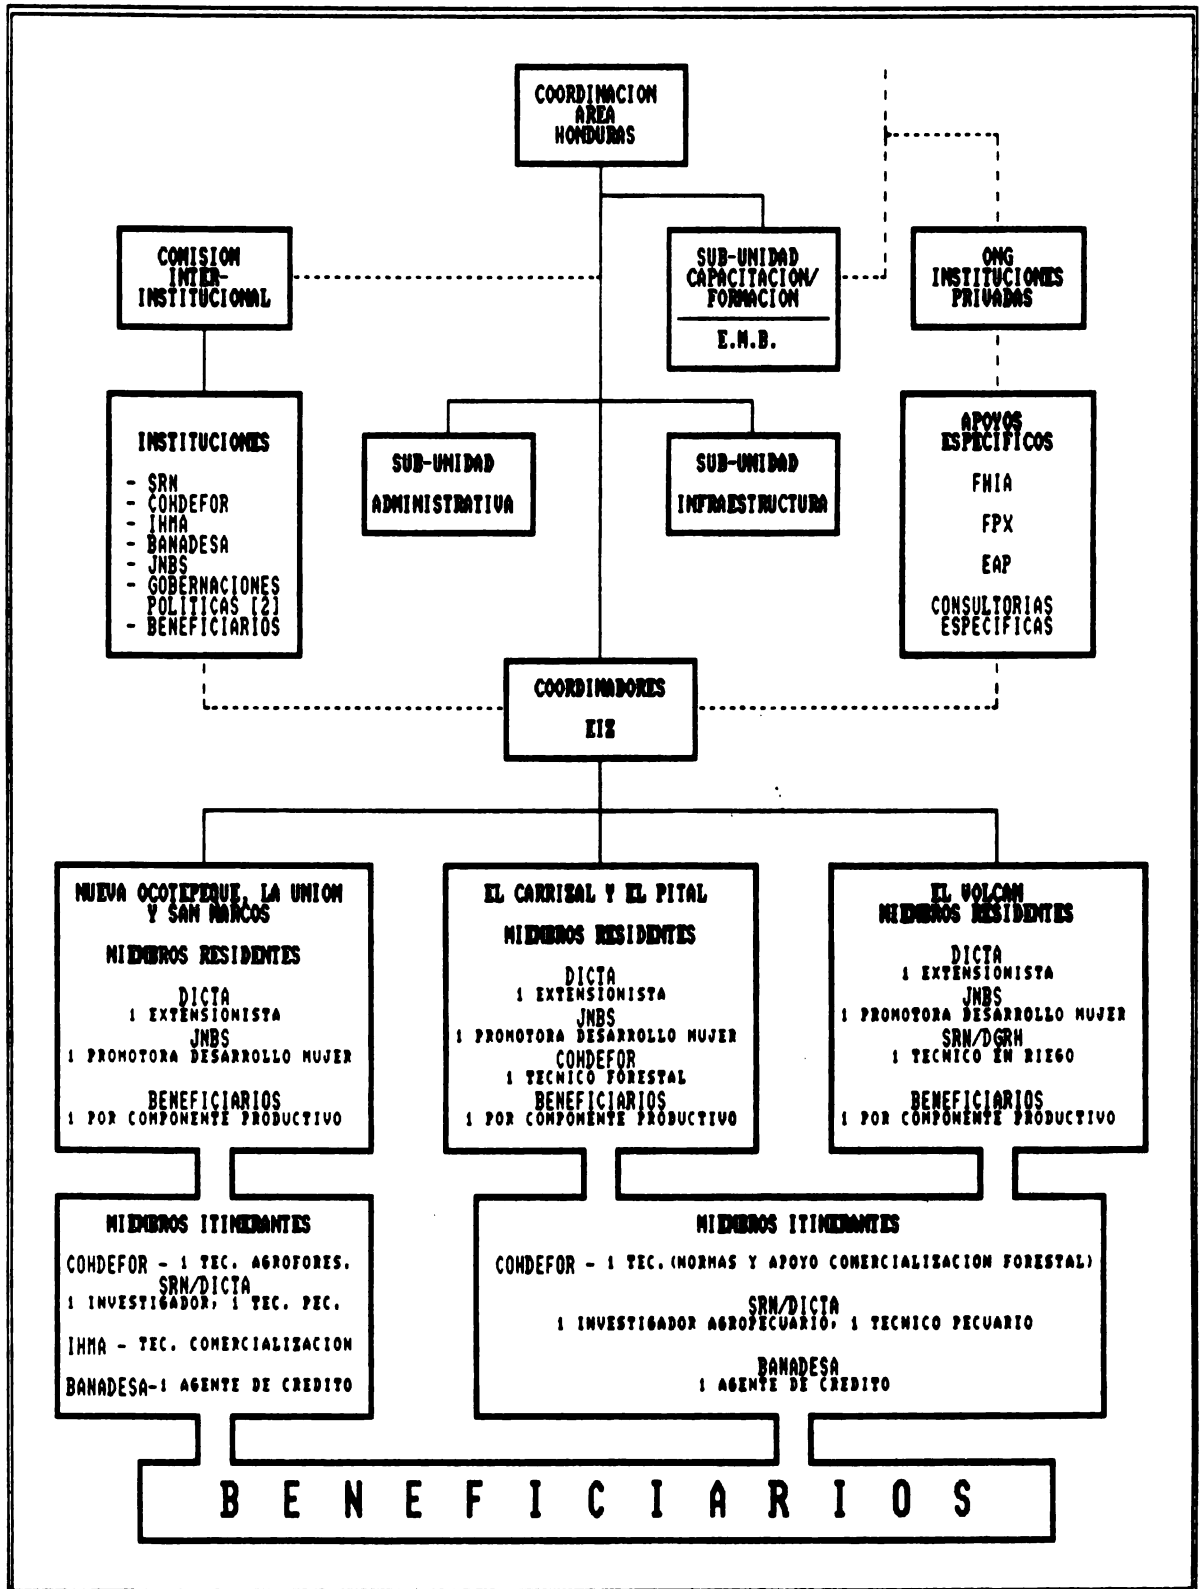 COORDINACION
AREA
HONDURAS
COMISION
INTER-
INSTITUCIONAL
SUB-UNIDAD
CAPACITACION/
FORMACION
E.M.B.
ONG
INSTITUCIONES
PRIVADAS
INSTITUCIONES
- SRN
- COHDEFOR
- IHMA
- BANADESA
- JNBS
- GOBERNACIONES
POLITICAS [2]
- BENEFICIARIOS
SUB-UNIDAD
ADMINISTRATIVA
SUB-UNIDAD
INFRAESTRUCTURA
APOYOS
ESPECIFICOS
FHIA
FPX
EAP
CONSULTORIAS
ESPECIFICAS
COORDINADORES
EIZ
NUEVA OCOTEPEQUE, LA UNION
Y SAN MARCOS
MIEMBROS RESIDENTES
DICTA
1 EXTENSIONISTA
JNBS
1 PROMOTORA DESARROLLO MUJER
BENEFICIARIOS
1 POR COMPONENTE PRODUCTIVO
EL CARRIZAL Y EL PITAL
MIEMBROS RESIDENTES
DICTA
1 EXTENSIONISTA
JNBS
1 PROMOTORA DESARROLLO MUJER
COHDEFOR
1 TECNICO FORESTAL
BENEFICIARIOS
1 POR COMPONENTE PRODUCTIVO
EL VOLCAN
MIEMBROS RESIDENTES
DICTA
1 EXTENSIONISTA
JNBS
1 PROMOTORA DESARROLLO MUJER
SRN/DGRH
1 TECNICO EN RIEGO
BENEFICIARIOS
1 POR COMPONENTE PRODUCTIVO
MIEMBROS ITINERANTES
COHDEFOR - 1 TEC. AGROFORES.
SRN/DICTA
1 INVESTIGADOR, 1 TEC. PEC.
IHMA - TEC. COMERCIALIZACION
BANADESA-1 AGENTE DE CREDITO
MIEMBROS ITINERANTES
COHDEFOR - 1 TEC. (NORMAS Y APOYO COMERCIALIZACION FORESTAL)
SRN/DICTA
1 INVESTIGADOR AGROPECUARIO, 1 TECNICO PECUARIO
BANADESA
1 AGENTE DE CREDITO
BENEFICIARIOS